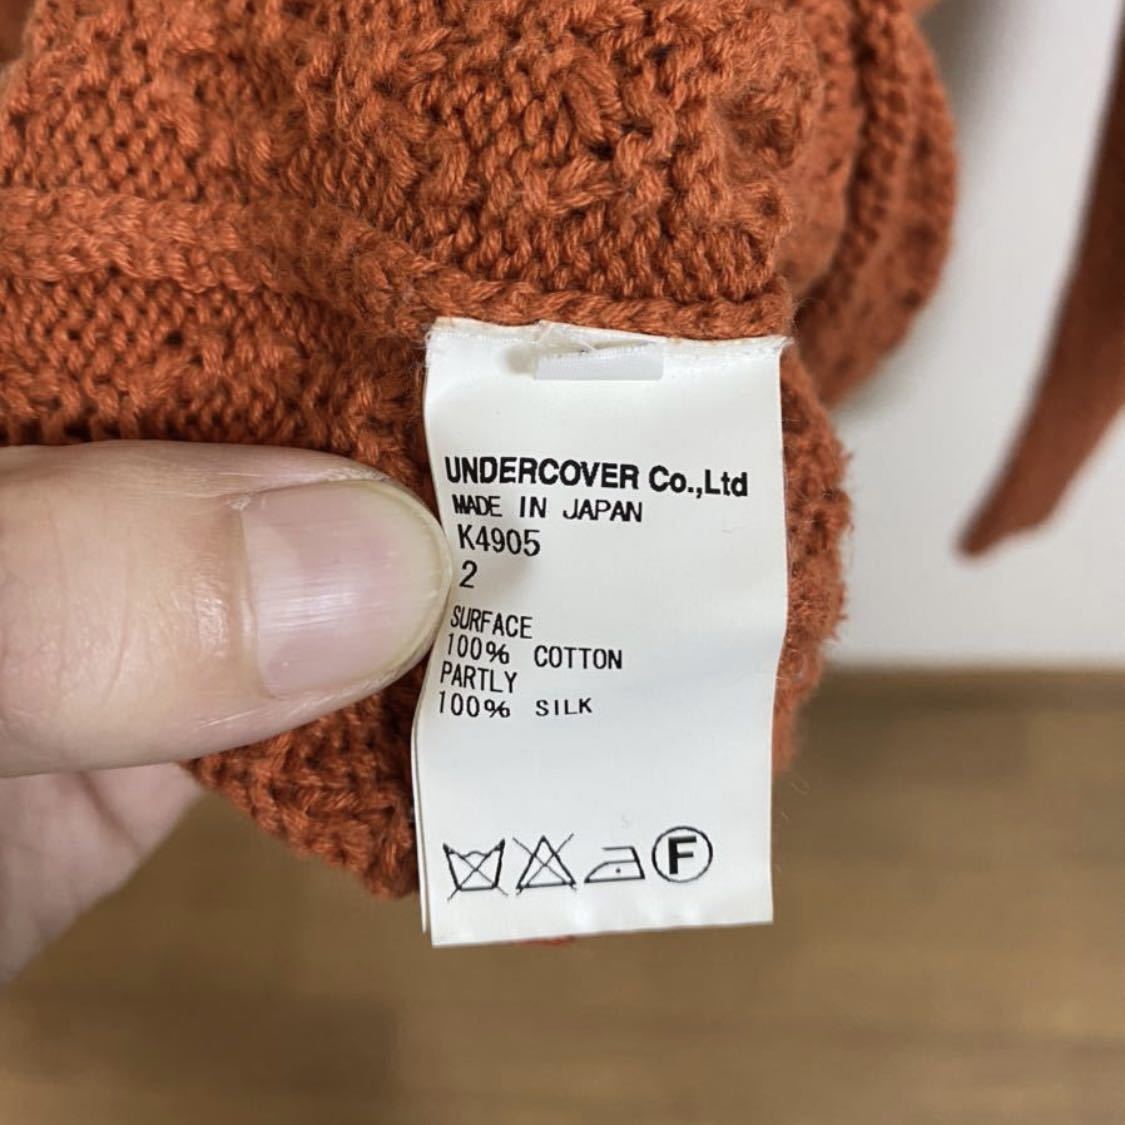 UNDERCOVER Co.,Ltd
MADE IN JAPAN
K4905
2
SURFACE
100% COTTON
PARTLY
100% SILK
F